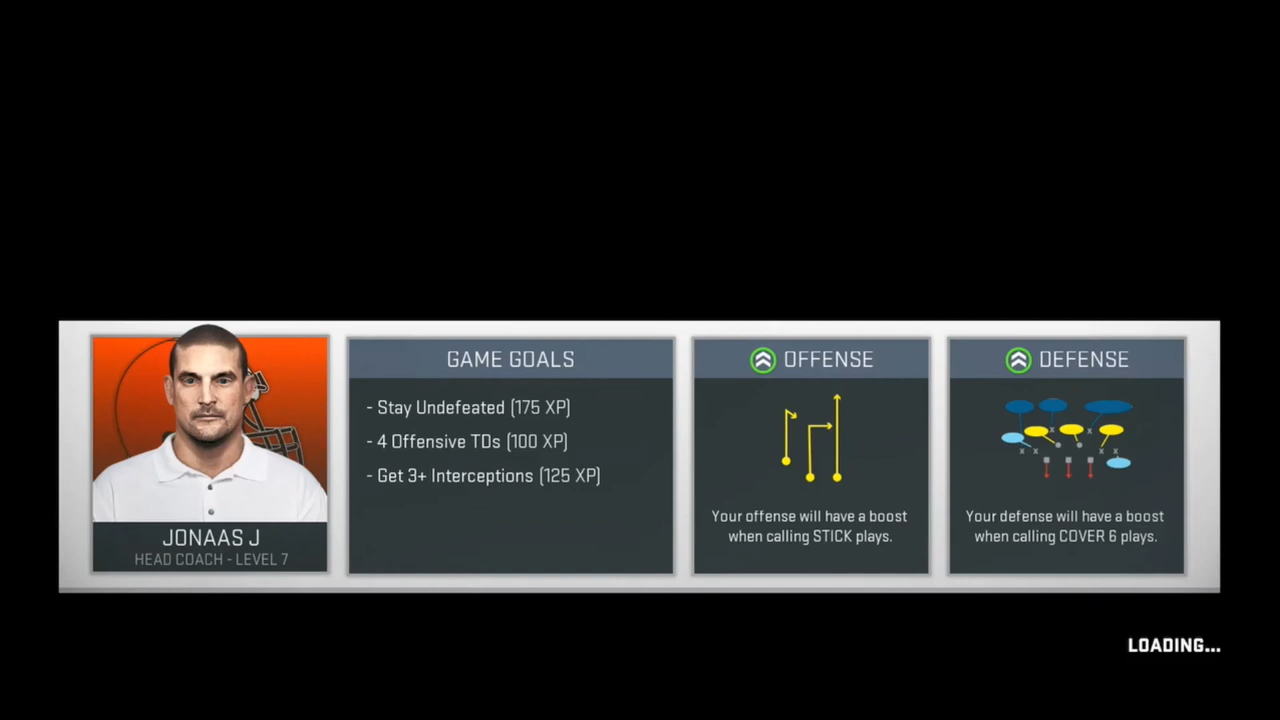 JONAAS J
HEAD COACH - LEVEL 7
GAME GOALS
- Stay Undefeated (175 XP)
- 4 Offensive TDs (100 XP)
- Get 3+ Interceptions (125 XP)
OFFENSE
Your offense will have a boost
when calling STICK plays.
DEFENSE
Your defense will have a boost
when calling COVER 6 plays.
LOADING...